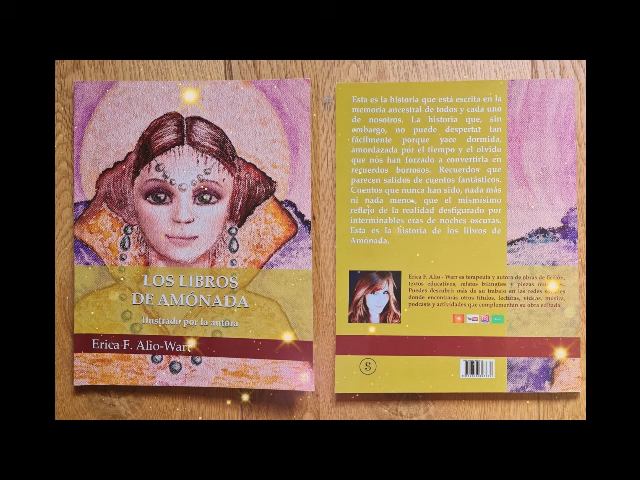 LOS LIBROS
DE AMÓNADA
Ilustrado por la autora
Erica F. Alio-Wart
Esta es la historia que está escrita en la
memoria ancestral de todos y cada uno
de nosotros. La historia que, sin
embargo, no puede despertar tan
fácilmente porque yace dormida,
amordazada por el tiempo y el olvido
que nos han forzado a convertirla en
recuerdos borrosos. Recuerdos que
parecen salidos de cuentos fantásticos.
Cuentos que nunca han sido, nada más
ni nada menos, que el mismísimo
reflejo de la realidad desfigurado por
interminables eras de noches oscuras.
Esta es la historia de los libros de
Amónada.
Erica F. Alio - Wart es terapeuta y autora de obras de ficción,
textos educativos, relatos bilingües y piezas
Puedes descubrir más de su trabajo en las redes sociales
donde encontrarás otros títulos, lecturas, videos, música,
podcasts y actividades que complementan su obra editada.